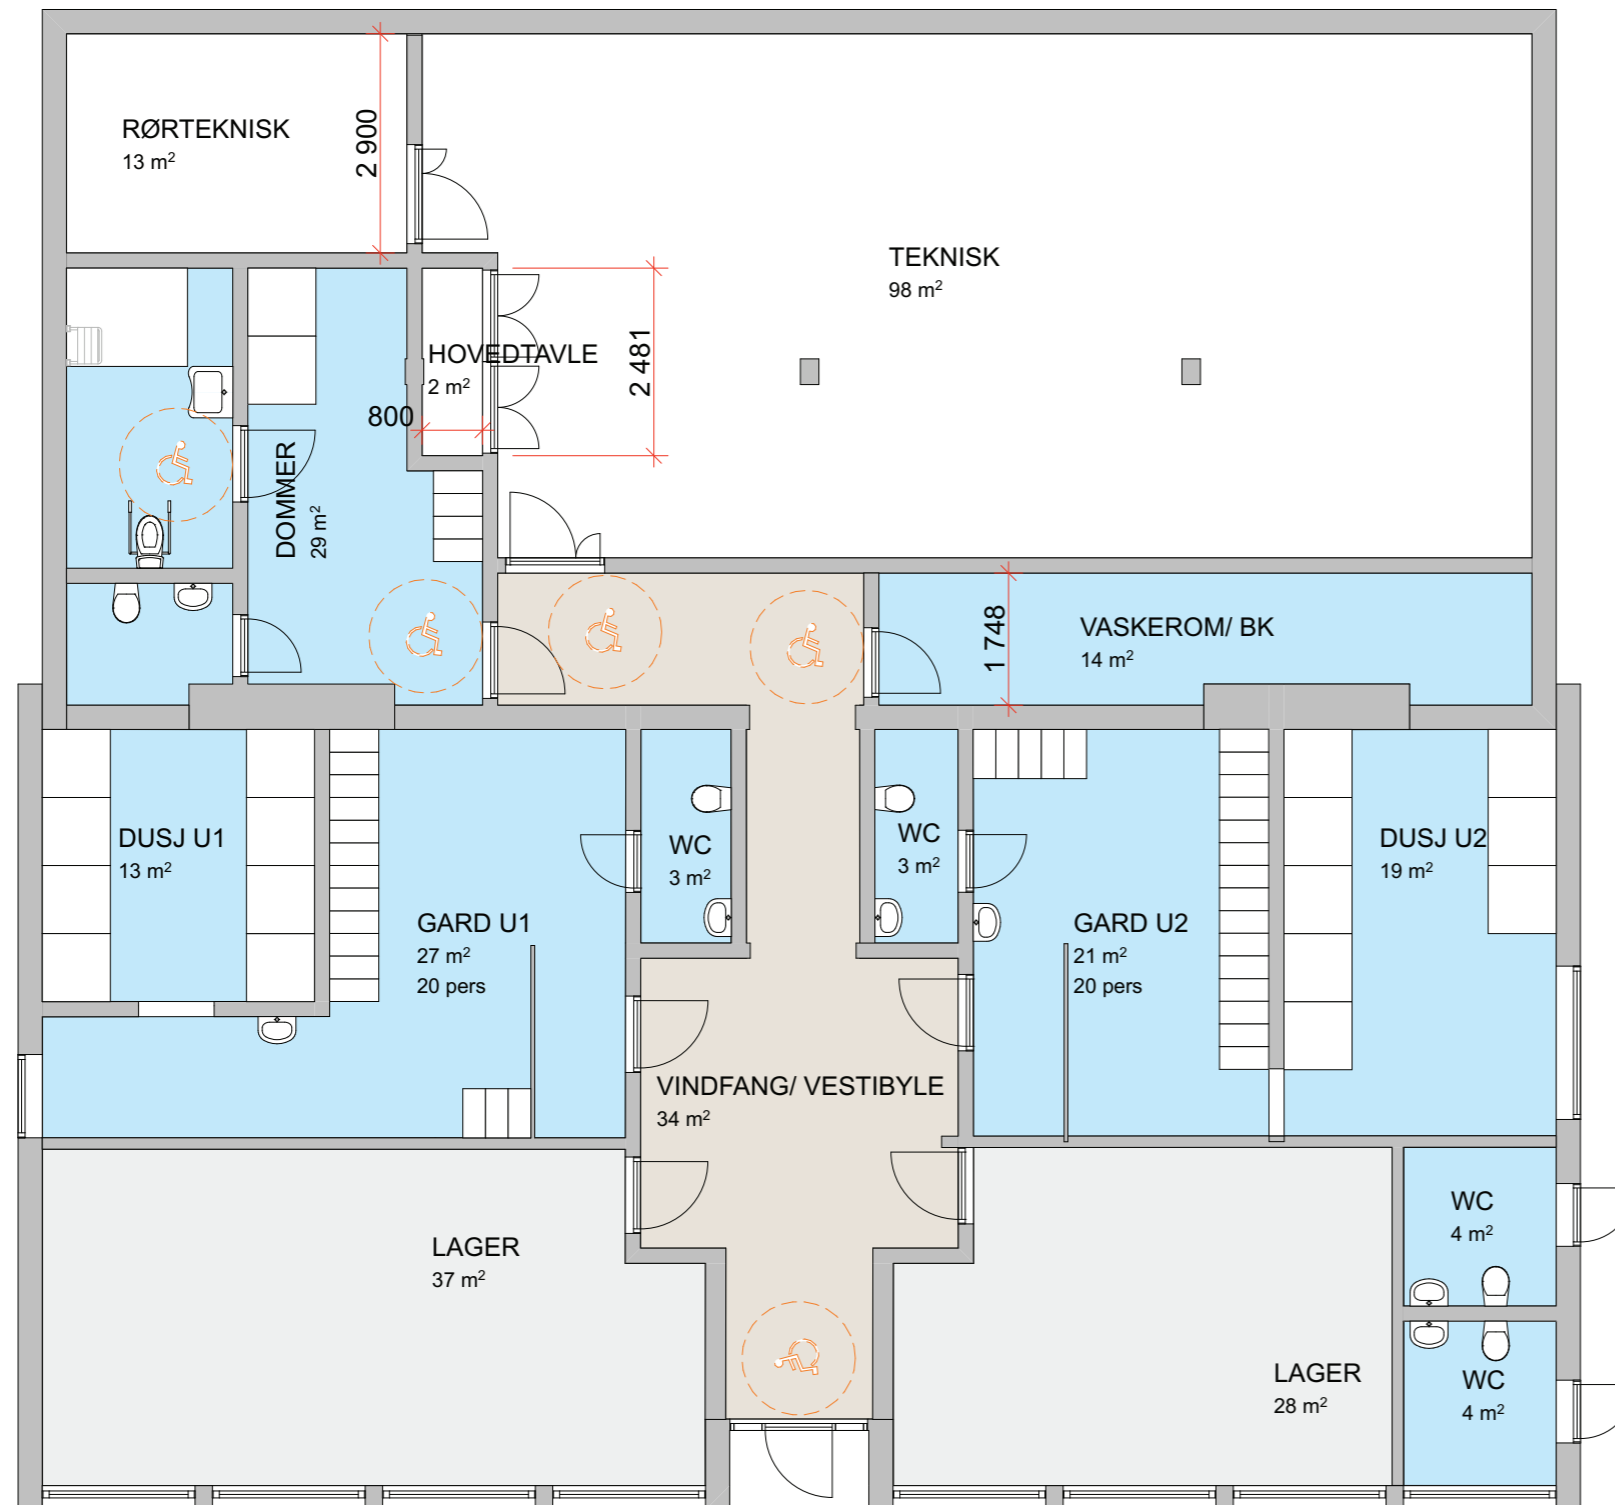 RØRTEKNISK
13 m²
2 900
TEKNISK
98 m²
HOVEDTAVLE
2 m²
2 481
800
DOMMER
29 m²
VASKEROM/ BK
14 m²
1 748
DUSJ U1
13 m²
WC
3 m²
WC
3 m²
DUSJ U2
19 m²
GARD U1
27 m²
20 pers
GARD U2
21 m²
20 pers
VINDFANG/ VESTIBYLE
34 m²
LAGER
37 m²
WC
4 m²
LAGER
28 m²
WC
4 m²